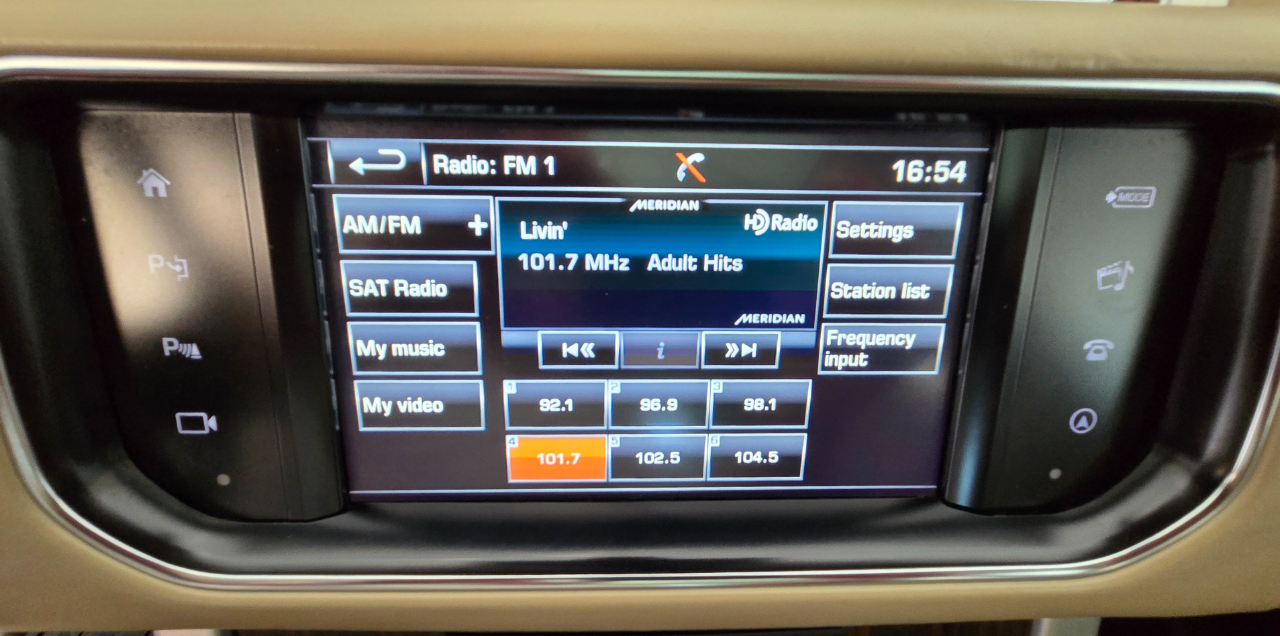 Radio: FM 1
16:54
AM/FM +
MERIDIAN
HD Radio
Settings
Livin'
101.7 MHz Adult Hits
SAT Radio
Station list
MERIDIAN
My music
i
Frequency
input
My video
1 92.1
2 96.9
3 98.1
4 101.7
5 102.5
6 104.5
P
P
MODE